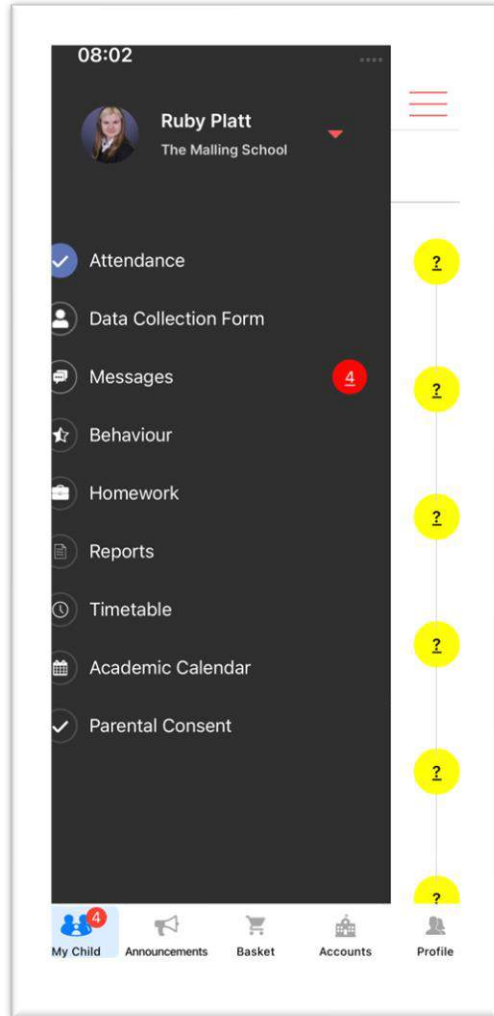 08:02
Ruby Platt
The Malling School
Attendance
?
Data Collection Form
Messages
4
?
Behaviour
Homework
?
Reports
Timetable
?
Academic Calendar
Parental Consent
?
?
4
My Child
Announcements
Basket
Accounts
Profile